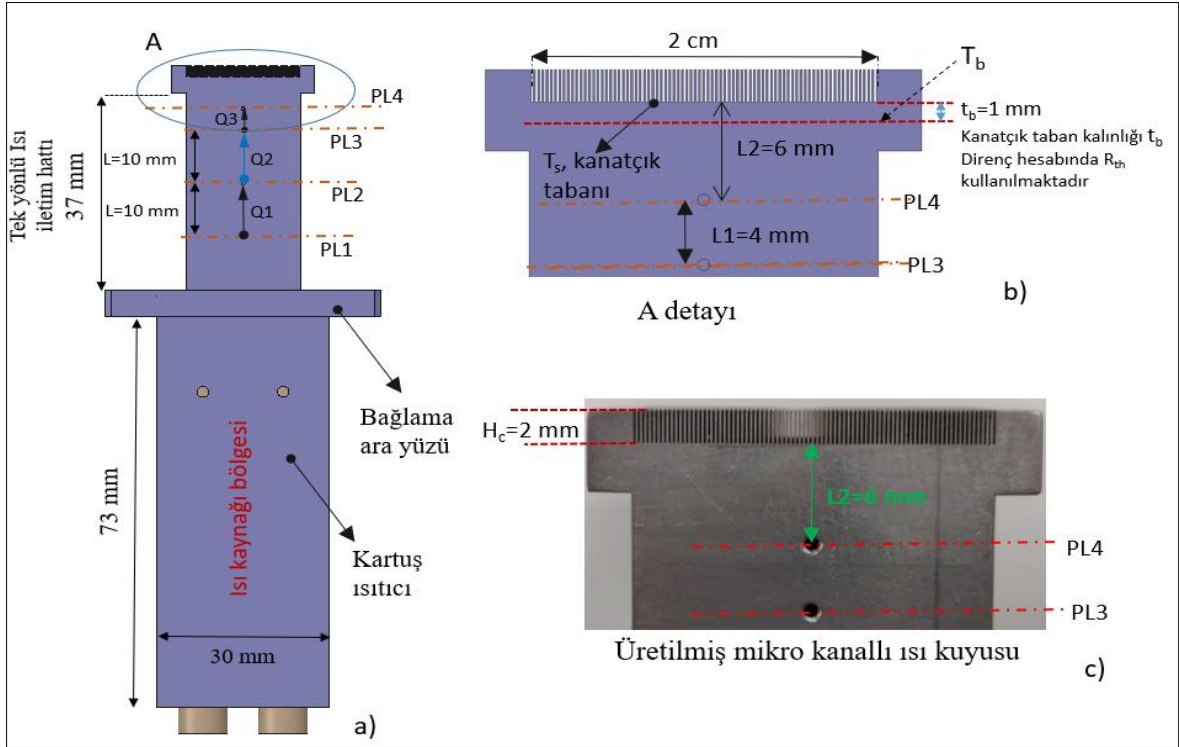 A
PL4
Q3
PL3
L=10 mm
Q2
PL2
L=10 mm
Q1
PL1
Tek yönlü Isı
iletim hattı
37 mm
Bağlama
ara yüzü
73 mm
Isı kaynağı bölgesi
Kartuş
ısıtıcı
30 mm
a)
2 cm
T_b
t_b=1 mm
Kanatçık taban kalınlığı t_b
Direnç hesabında R_th
kullanılmaktadır
L2=6 mm
T_s, kanatçık
tabanı
PL4
L1=4 mm
PL3
b)
A detayı
H_c=2 mm
L2=6 mm
PL4
PL3
Üretilmiş mikro kanallı ısı kuyusu
c)